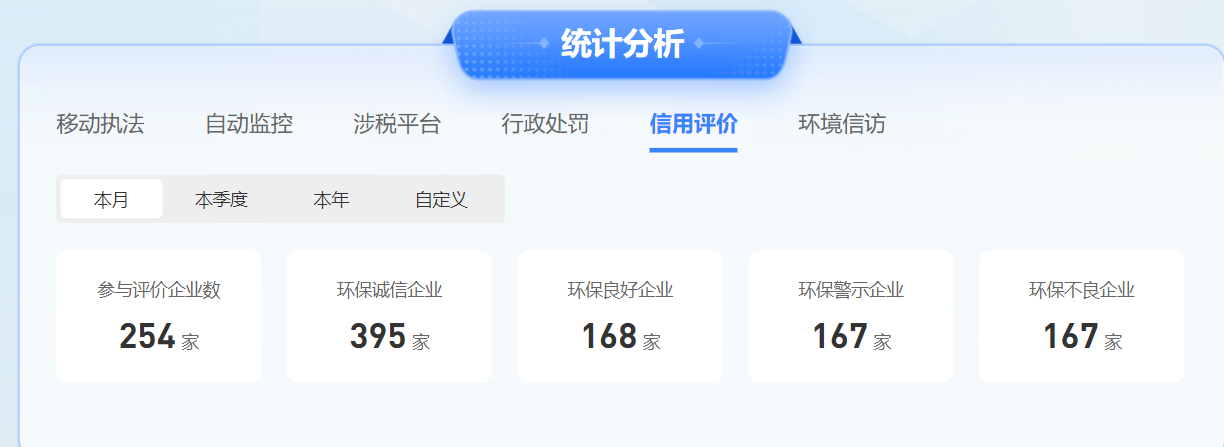 统计分析
移动执法 自动监控 涉税平台 行政处罚 信用评价 环境信访
本月 本季度 本年 自定义
参与评价企业数 环保诚信企业 环保良好企业 环保警示企业 环保不良企业
254 家 395 家 168 家 167 家 167 家